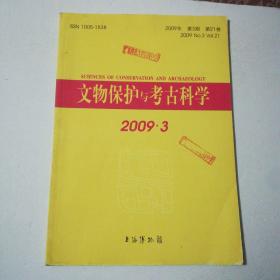 ISSN 1005-1538
2009年 第3期 第21卷
2009 No.3 Vol.21
SCIENCES OF CONSERVATION AND ARCHAEOLOGY
文物保护与考古科学
2009·3
上海博物馆